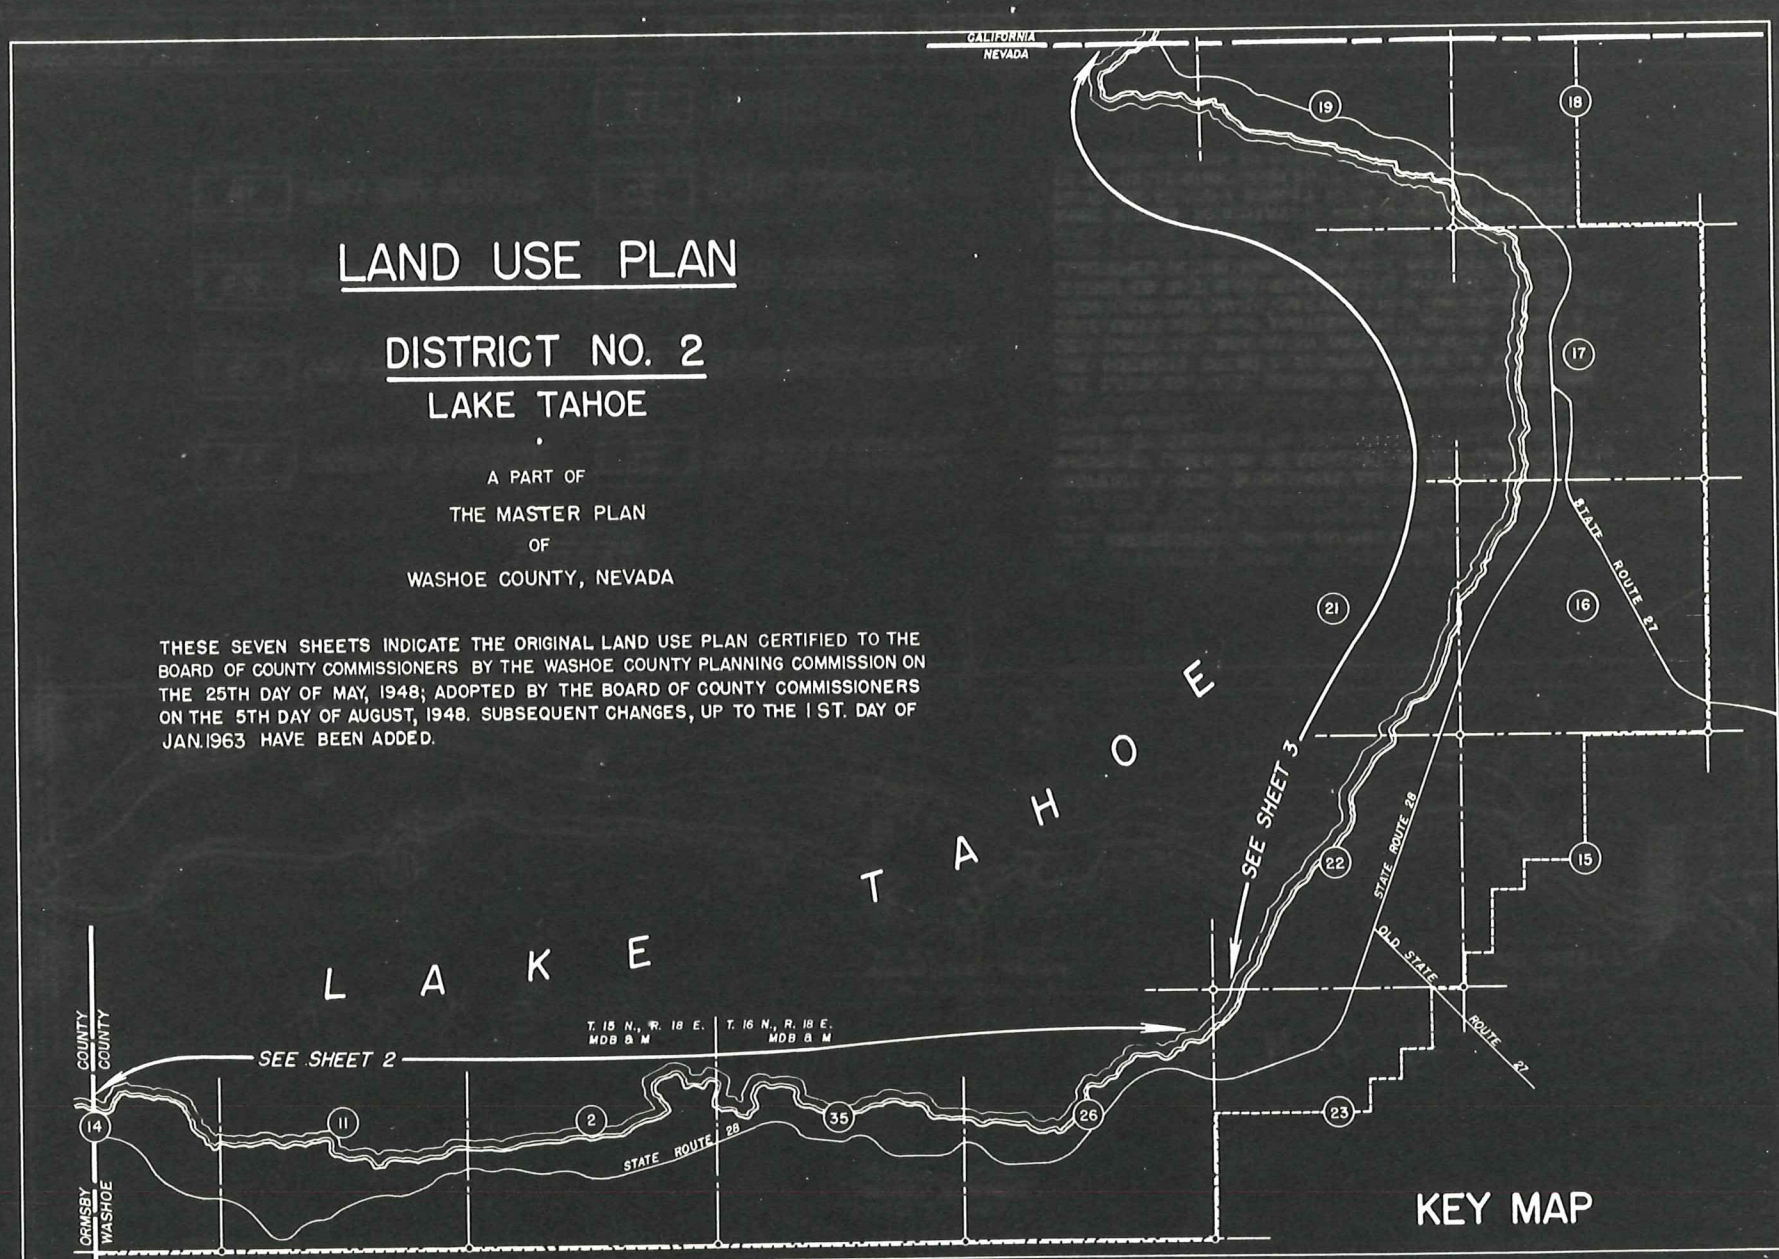 CALIFORNIA
NEVADA
19
18
LAND USE PLAN
DISTRICT NO. 2
LAKE TAHOE
A PART OF
THE MASTER PLAN
OF
WASHOE COUNTY, NEVADA
17
STATE ROUTE 27
16
21
THESE SEVEN SHEETS INDICATE THE ORIGINAL LAND USE PLAN CERTIFIED TO THE
BOARD OF COUNTY COMMISSIONERS BY THE WASHOE COUNTY PLANNING COMMISSION ON
THE 25TH DAY OF MAY, 1948; ADOPTED BY THE BOARD OF COUNTY COMMISSIONERS
ON THE 5TH DAY OF AUGUST, 1948. SUBSEQUENT CHANGES, UP TO THE 1 ST. DAY OF
JAN.1963 HAVE BEEN ADDED.
LAKE TAHOE
SEE SHEET 3
22
STATE ROUTE 28
15
OLD STATE ROUTE 27
COUNTY
COUNTY
T. 15 N., R. 18 E.
MDB & M
T. 16 N., R. 18 E.
MDB & M
SEE SHEET 2
14
11
2
35
26
23
STATE ROUTE 28
ORMSBY
WASHOE
KEY MAP